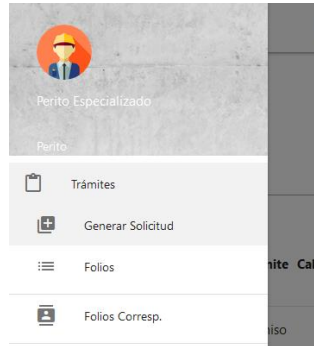 Perito Especializado
Perito
Trámites
Generar Solicitud
Folios
nite Cal
Folios Corresp.
niso